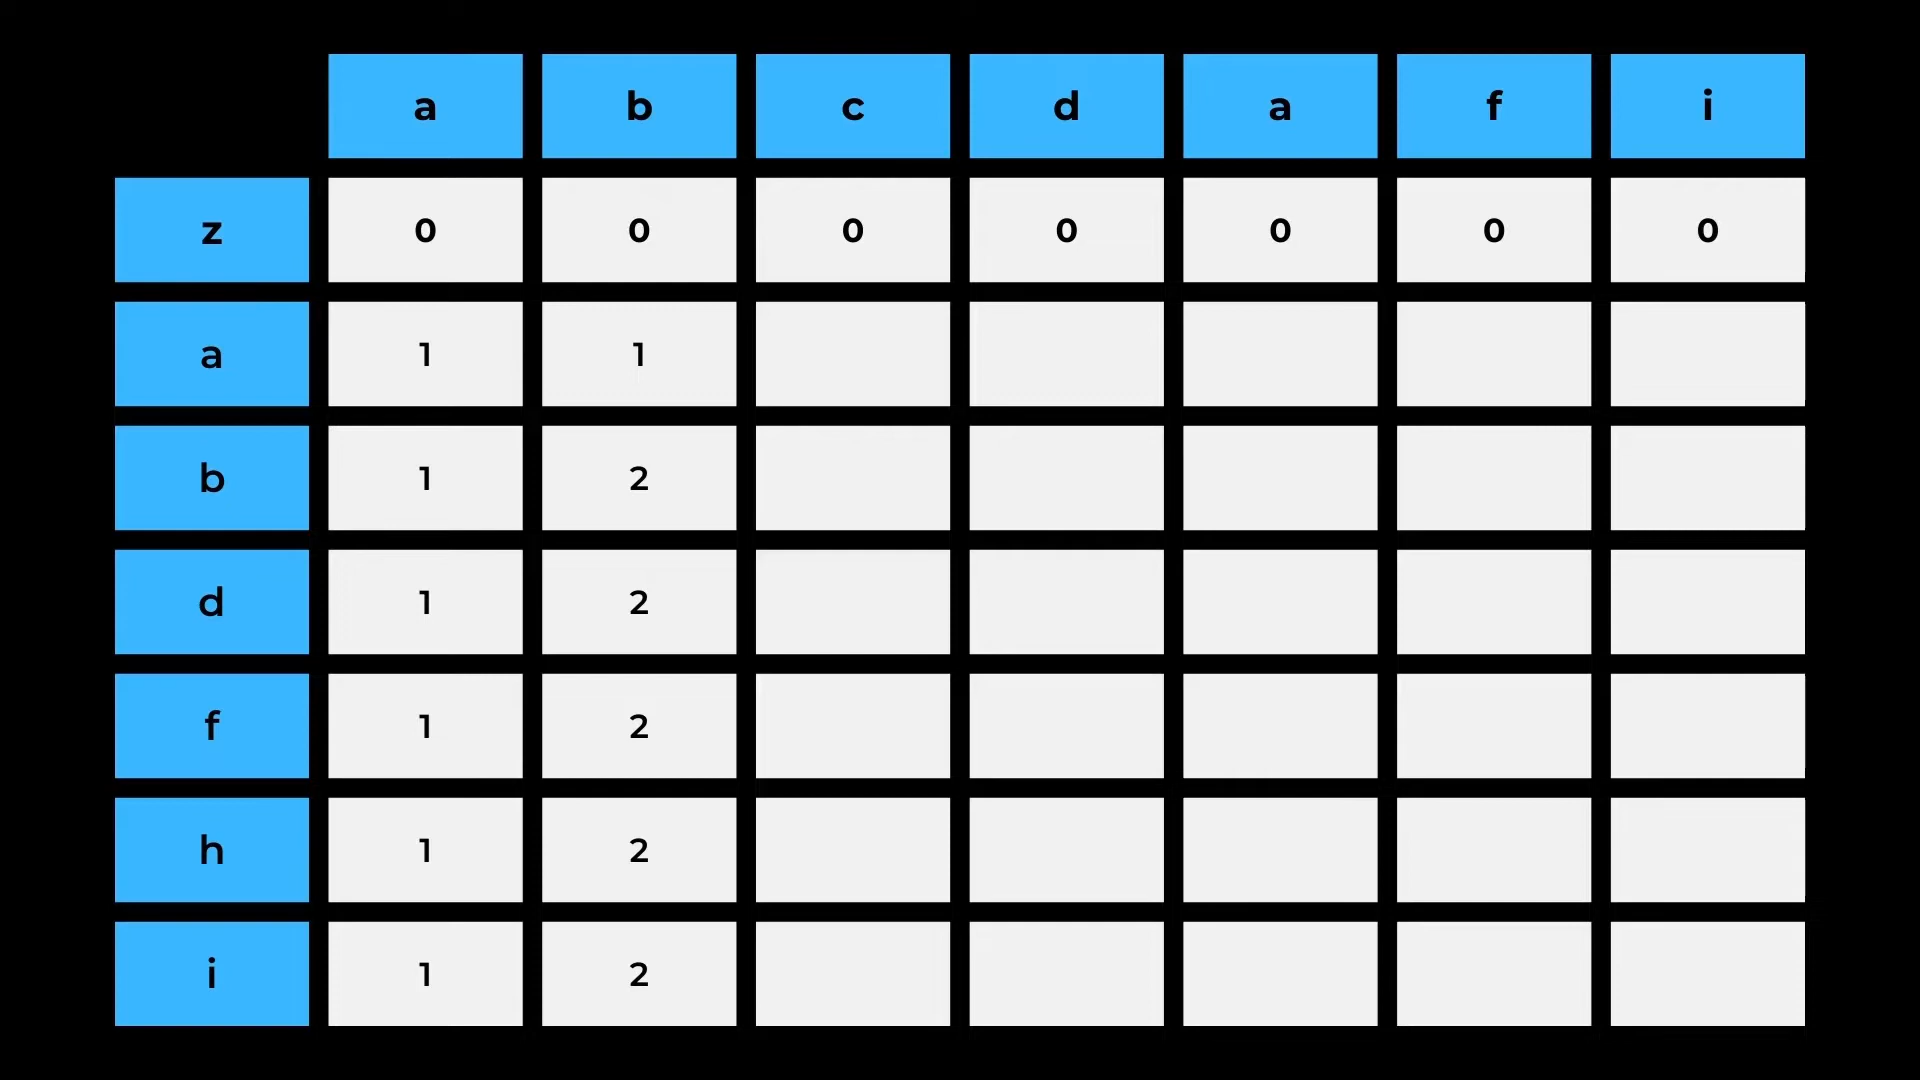 a b c d a f i
z 0 0 0 0 0 0 0
a 1 1
b 1 2
d 1 2
f 1 2
h 1 2
i 1 2